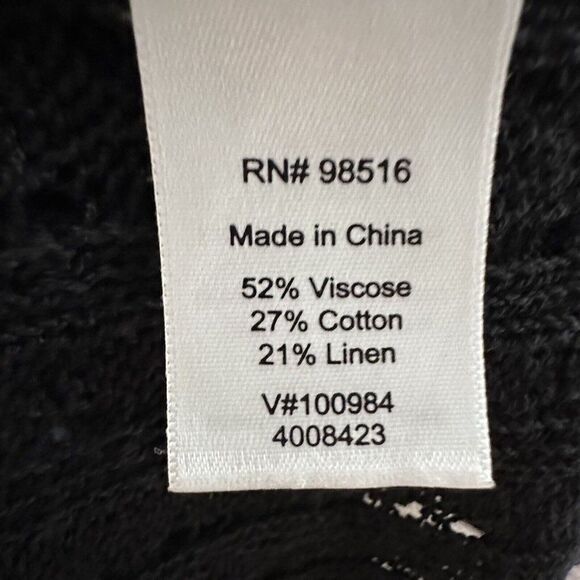 RN# 98516
Made in China
52% Viscose
27% Cotton
21% Linen
V#100984
4008423